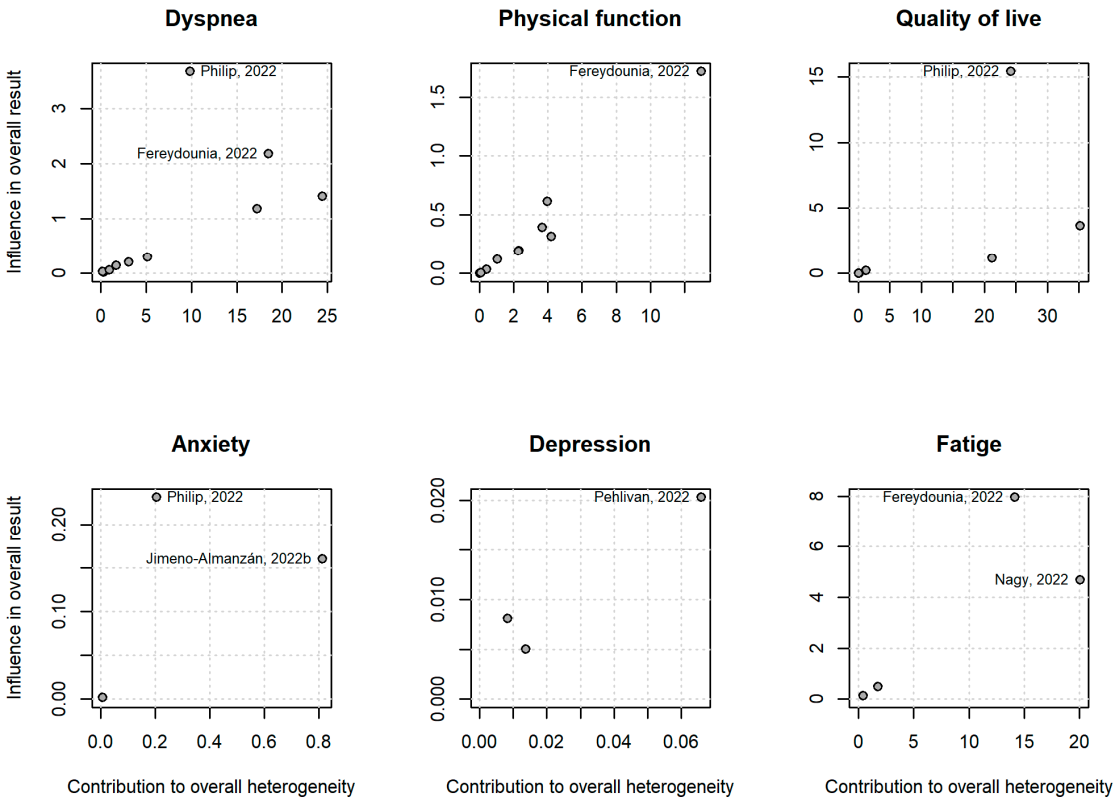 Dyspnea
Physical function
Quality of live
Influence in overall result
0 1 2 3
Philip, 2022
Fereydounia, 2022
0 5 10 15 20 25
0.0 0.5 1.0 1.5
Fereydounia, 2022
0 2 4 6 8 10
0 5 10 15
Philip, 2022
0 5 10 20 30
Anxiety
Depression
Fatige
Influence in overall result
0.00 0.10 0.20
Philip, 2022
Jimeno-Almanzán, 2022b
0.0 0.2 0.4 0.6 0.8
Contribution to overall heterogeneity
0.000 0.010 0.020
Pehlivan, 2022
0.00 0.02 0.04 0.06
Contribution to overall heterogeneity
0 2 4 6 8
Fereydounia, 2022
Nagy, 2022
0 5 10 15 20
Contribution to overall heterogeneity